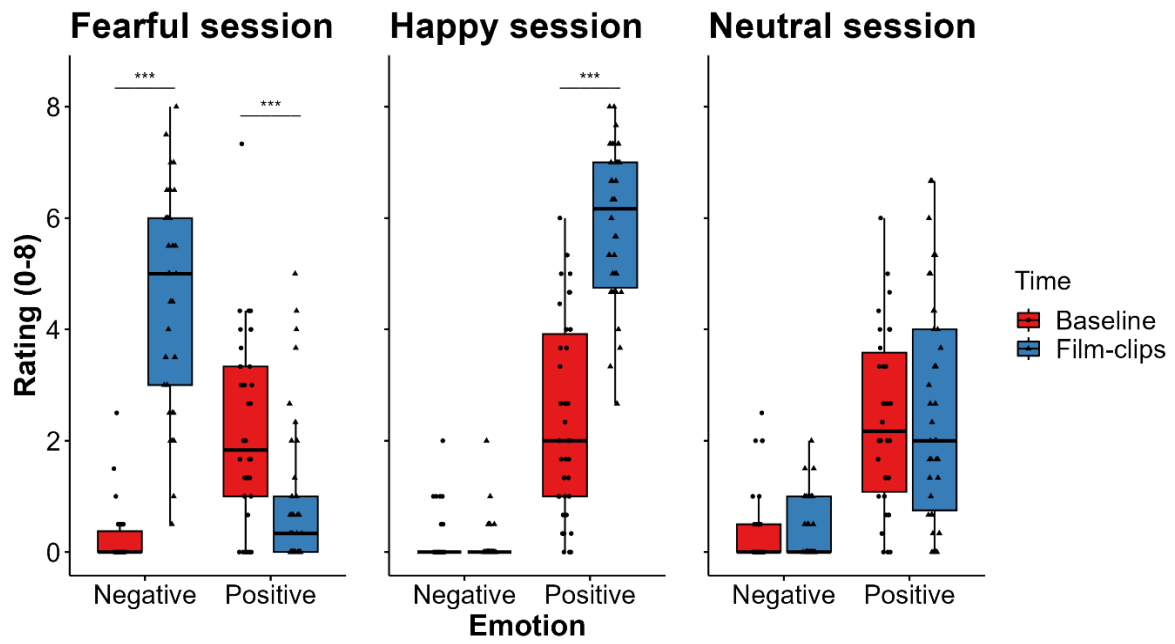 Fearful session Happy session Neutral session
*** *** ***
Rating (0-8)
8
6
4
2
0
Time
Baseline
Film-clips
Negative Positive Negative Positive Negative Positive
Emotion